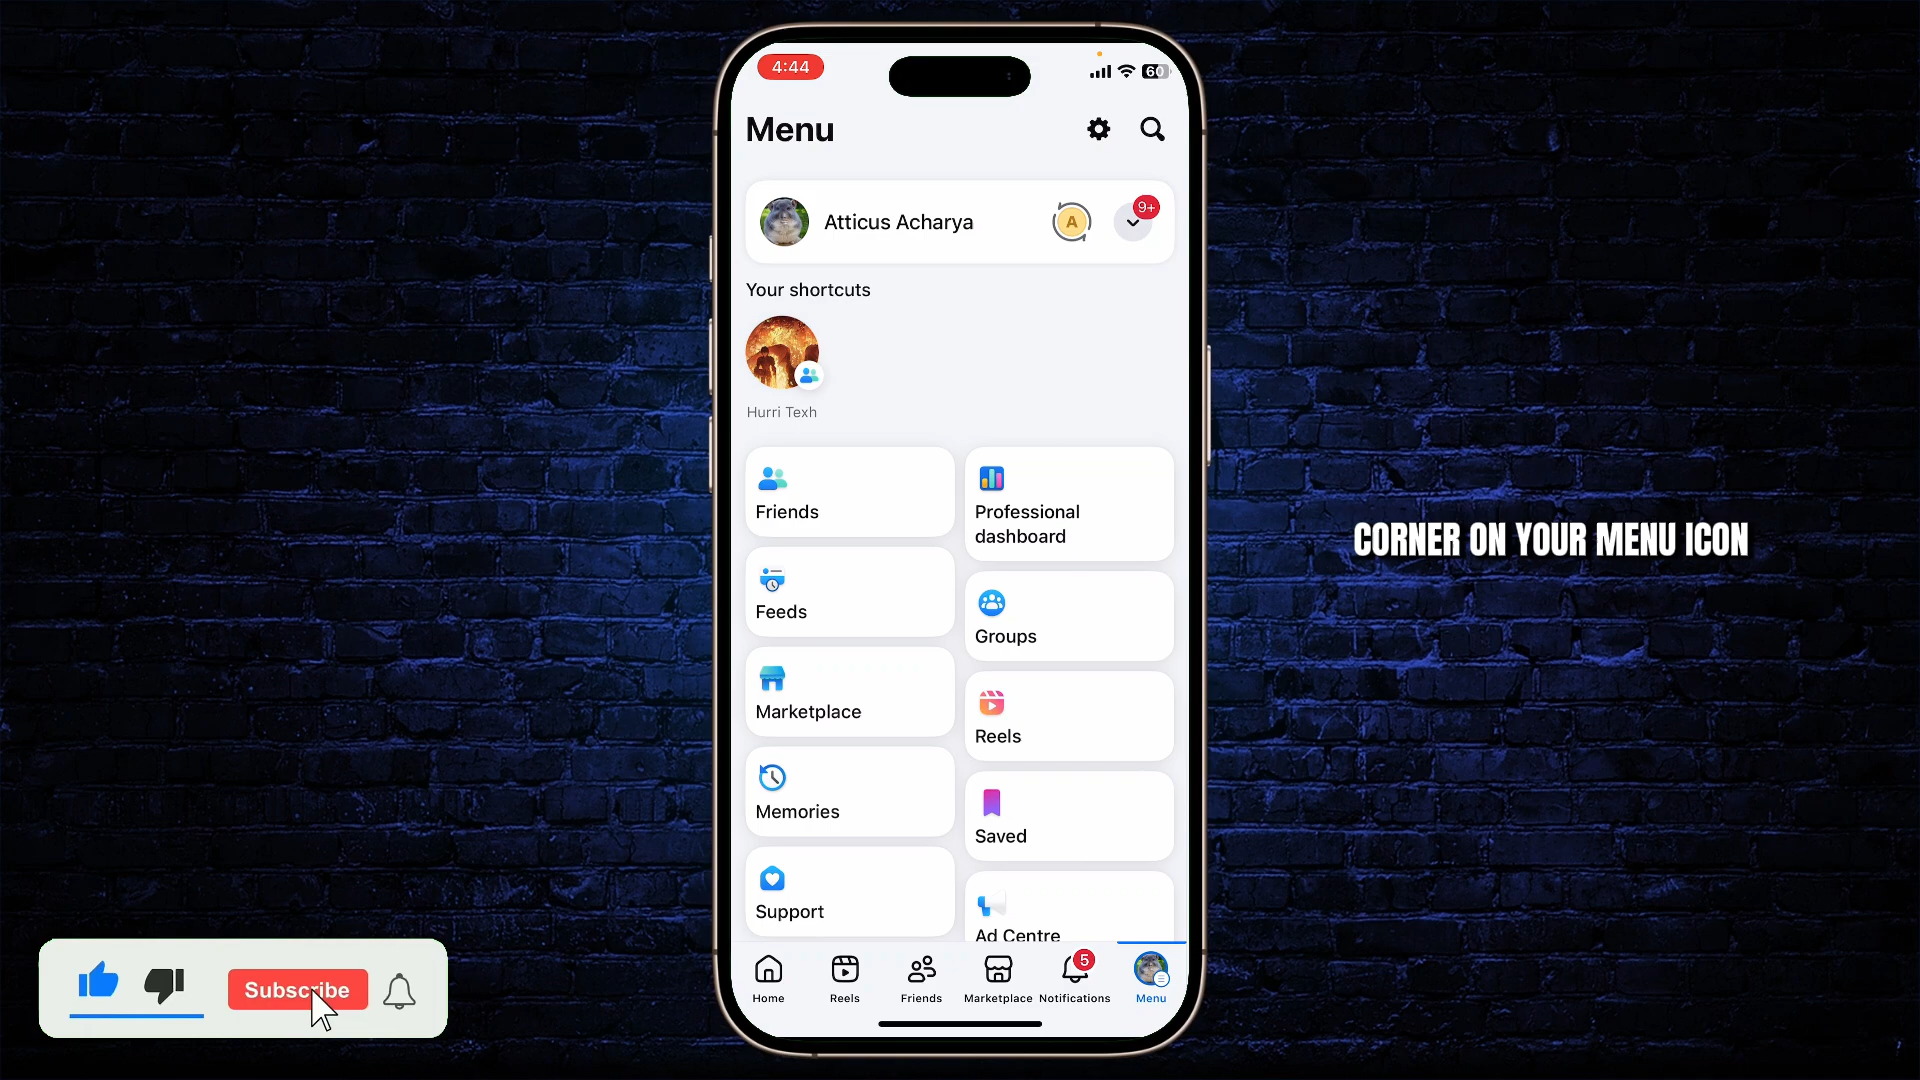 4:44
60
Menu
Atticus Acharya
A
9+
Your shortcuts
Hurri Texh
Friends
Professional
dashboard
Feeds
Groups
Marketplace
Reels
Memories
Saved
Support
Ad Centre
5
Home
Reels
Friends
Marketplace
Notifications
Menu
CORNER ON YOUR MENU ICON
Subscribe